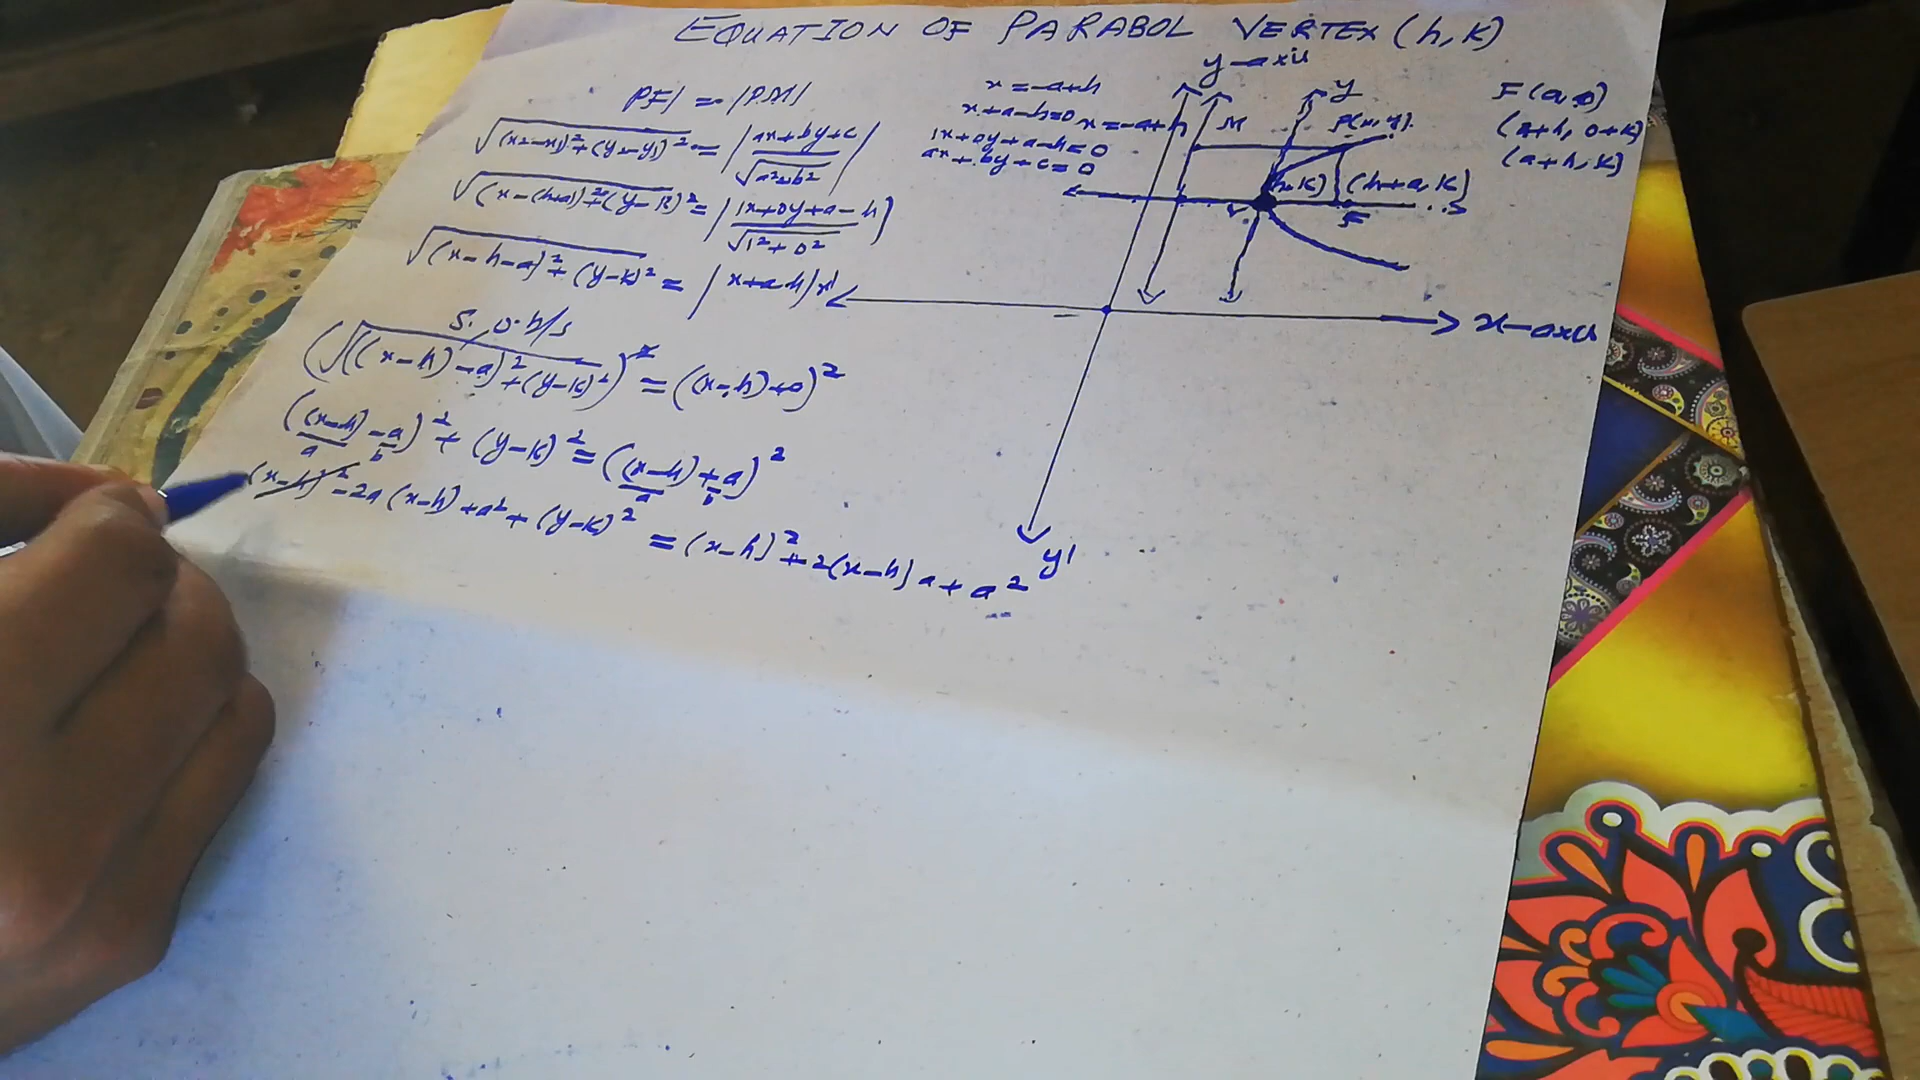 EQUATION OF PARABOL VERTEX (h, k)
PF| = |PM|
√(x₂-x₁)²+(y₂-y₁)² = |ax+by+c / √a²+b²|
√(x-(h+a))²+(y-k)² = |1x+0y+a-h / √1²+0²|
√(x-h-a)²+(y-k)² = |x+a-h|
S. O. b/s
(√((x-h)-a)²+(y-k)²)² = ((x-h)+a)²
((x-h)/a - a/b)² + (y-k)² = ((x-h)/a + a/b)²
(x-h)²-2a(x-h)+a²+(y-k)² = (x-h)²+2(x-h)a+a²
x=-a+h
x+a-h=0
1x+0y+a-h=0
ax+by+c=0
y-axis
x=-a+h
M
y
P(x,y)
(h,k)
(h+a,k)
V
F
x'
x-axis
y'
F(a,0)
(a+h, 0+k)
(a+h, k)